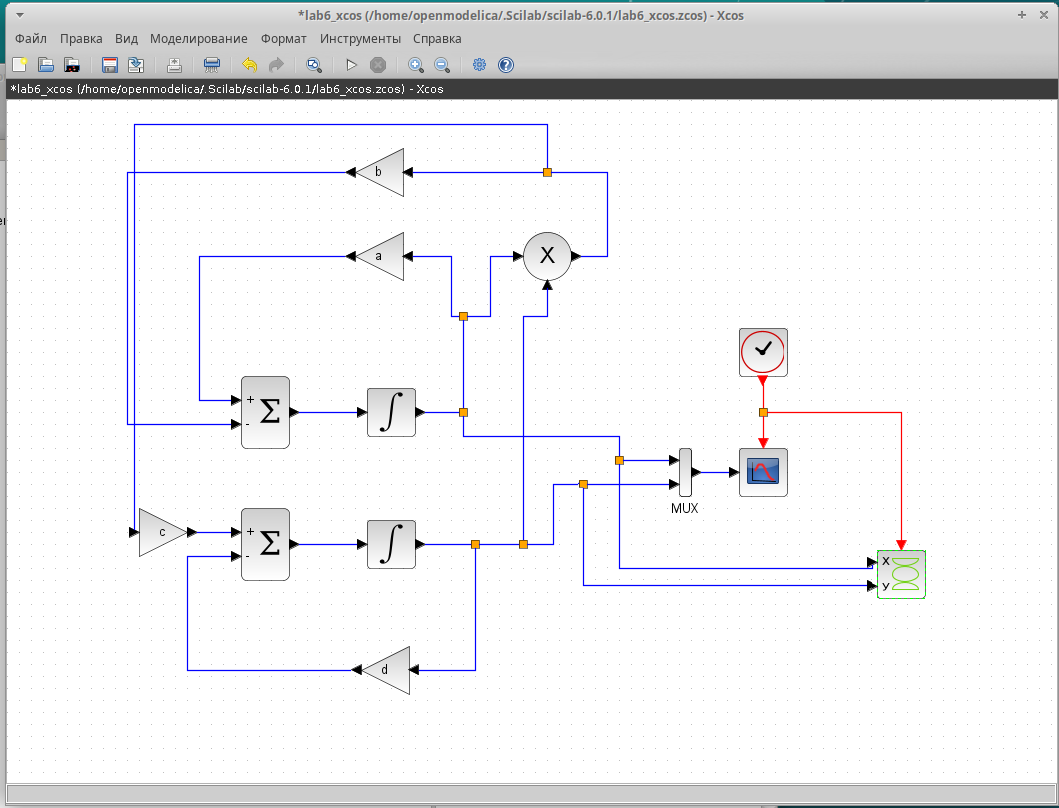 *lab6_xcos (/home/openmodelica/.Scilab/scilab-6.0.1/lab6_xcos.zcos) - Xcos
Файл Правка Вид Моделирование Формат Инструменты Справка
*lab6_xcos (/home/openmodelica/.Scilab/scilab-6.0.1/lab6_xcos.zcos) - Xcos
b
a
X
+
Σ
-
∫
MUX
c
+
Σ
-
∫
X
y
d